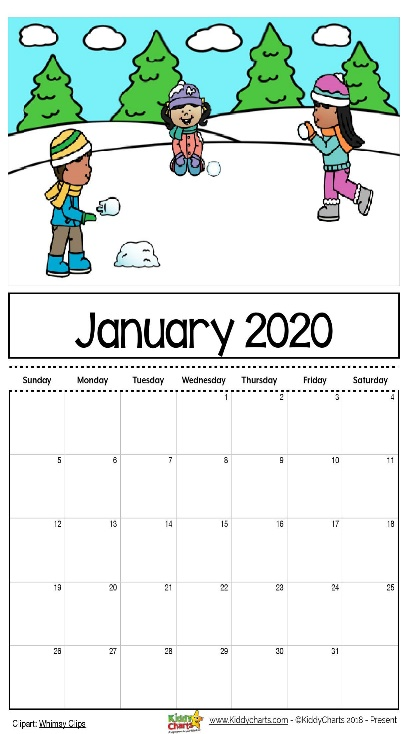 January 2020
Sunday Monday Tuesday Wednesday Thursday Friday Saturday
1 2 3 4
5 6 7 8 9 10 11
12 13 14 15 16 17 18
19 20 21 22 23 24 25
26 27 28 29 30 31
Clipart: Whimsy Clips Kiddy Charts www.KiddyCharts.com - ©KiddyCharts 2018 - Present